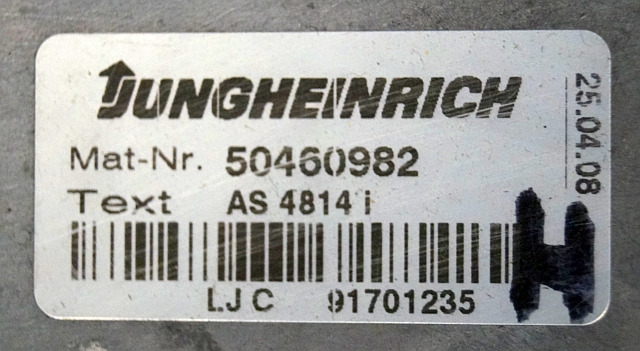 JUNGHEINRICH
Mat-Nr. 50460982
Text AS 4814 i
LJC 91701235
25.04.08
H